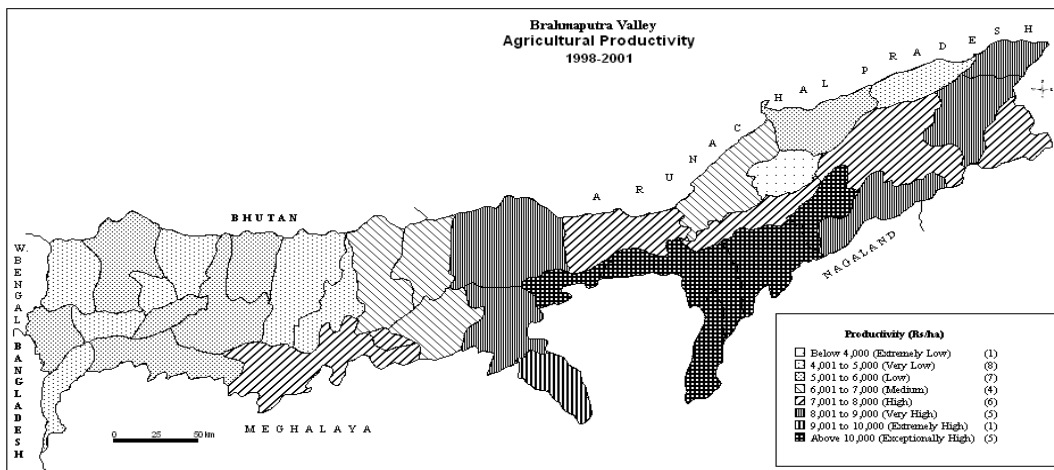 Brahmaputra Valley
Agricultural Productivity
1998-2001
ARUNACHAL PRADESH
BHUTAN
W. BENGAL
BANGLADESH
MEGHALAYA
NAGALAND
0 25 50 km
Productivity (Rs/ha)
Below 4,000 (Extremely Low) (1)
4,001 to 5,000 (Very Low) (8)
5,001 to 6,000 (Low) (7)
6,001 to 7,000 (Medium) (4)
7,001 to 8,000 (High) (6)
8,001 to 9,000 (Very High) (5)
9,001 to 10,000 (Extremely High) (1)
Above 10,000 (Exceptionally High) (5)